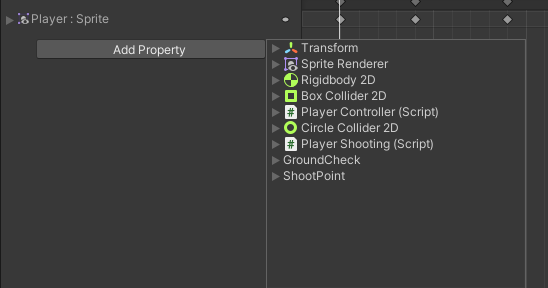 Player : Sprite
Add Property
Transform
Sprite Renderer
Rigidbody 2D
Box Collider 2D
Player Controller (Script)
Circle Collider 2D
Player Shooting (Script)
GroundCheck
ShootPoint